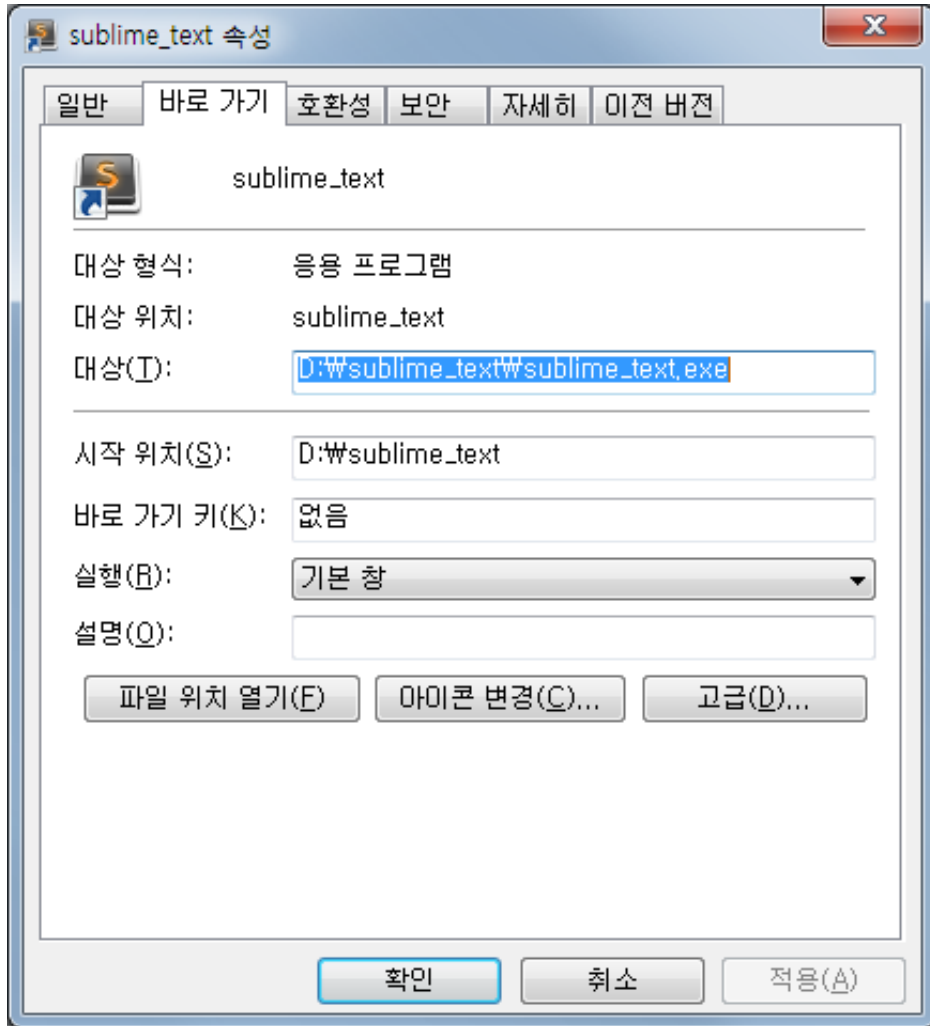 sublime_text 속성
일반 바로 가기 호환성 보안 자세히 이전 버전
sublime_text
대상 형식: 응용 프로그램
대상 위치: sublime_text
대상(T): D:₩sublime_text₩sublime_text.exe
시작 위치(S): D:₩sublime_text
바로 가기 키(K): 없음
실행(R): 기본 창
설명(O):
파일 위치 열기(F) 아이콘 변경(C)... 고급(D)...
확인 취소 적용(A)